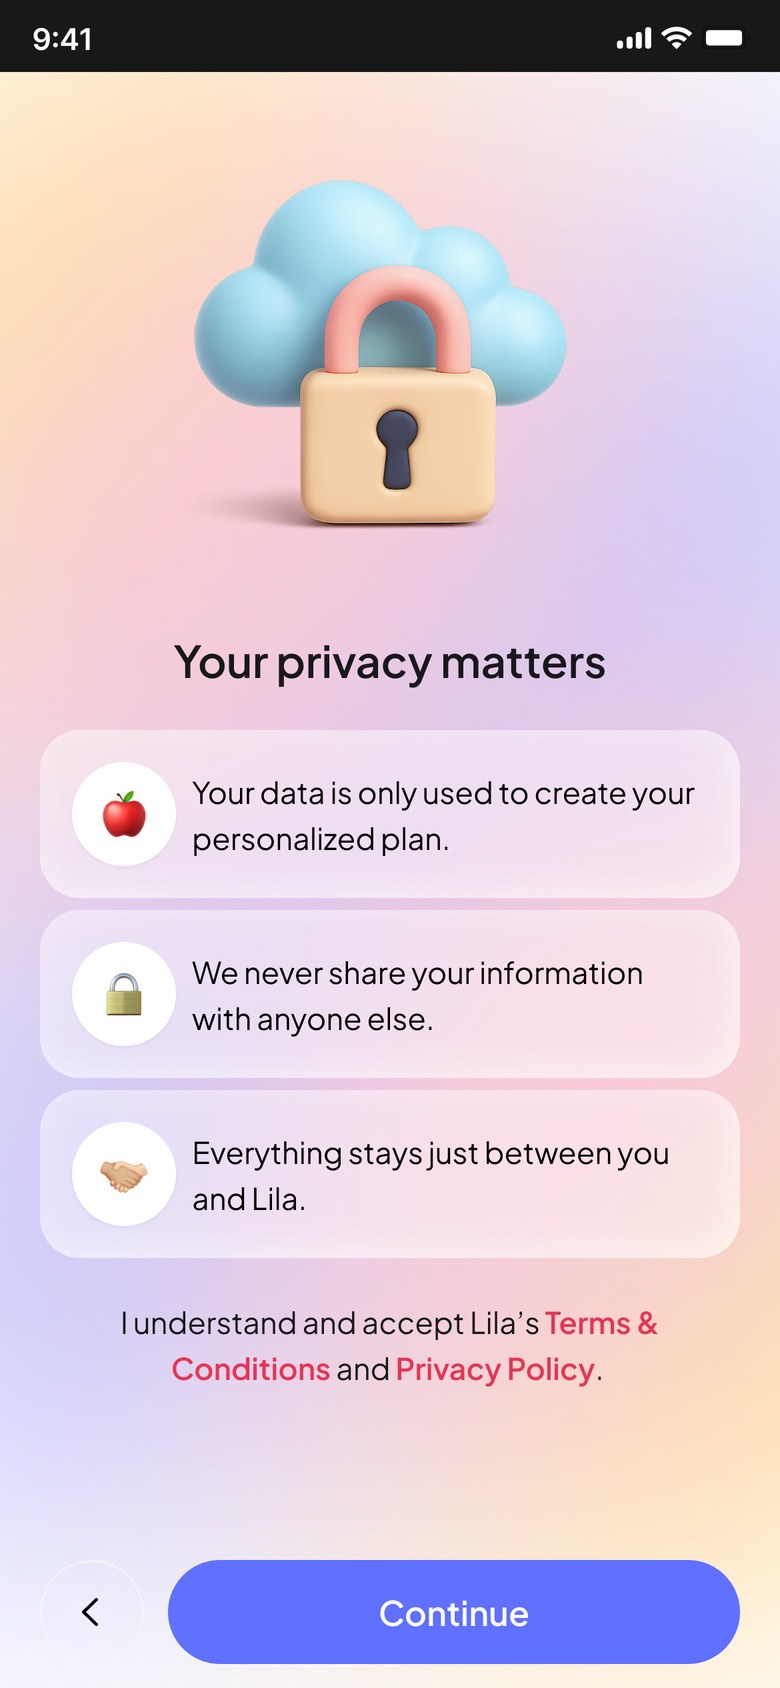 9:41
Your privacy matters
Your data is only used to create your
personalized plan.
We never share your information
with anyone else.
Everything stays just between you
and Lila.
I understand and accept Lila’s Terms &
Conditions and Privacy Policy.
Continue